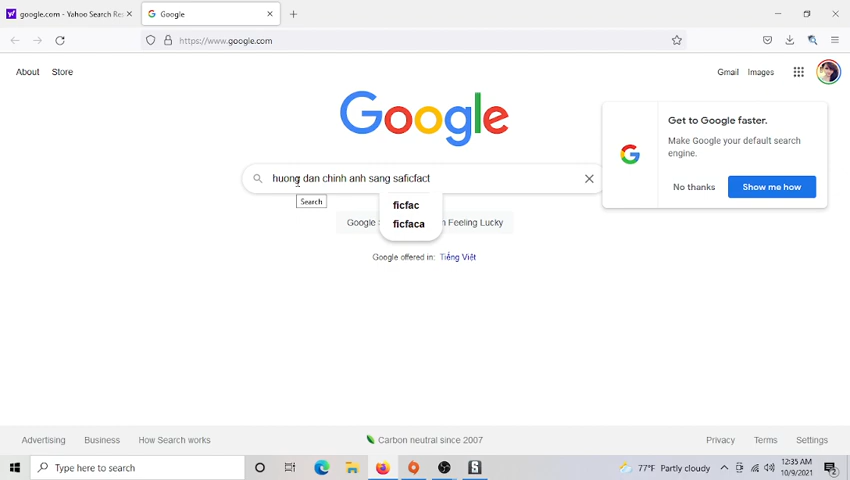 google.com - Yahoo Search Res
Google
https://www.google.com
About Store
Gmail Images
Google
Get to Google faster.
Make Google your default search
engine.
No thanks
Show me how
huong dan chinh anh sang saficfact
Search
ficfac
ficfaca
Google
Feeling Lucky
Google offered in: Tiếng Việt
Advertising Business How Search works
Carbon neutral since 2007
Privacy Terms Settings
Type here to search
77°F Partly cloudy
12:35 AM
10/9/2021
2